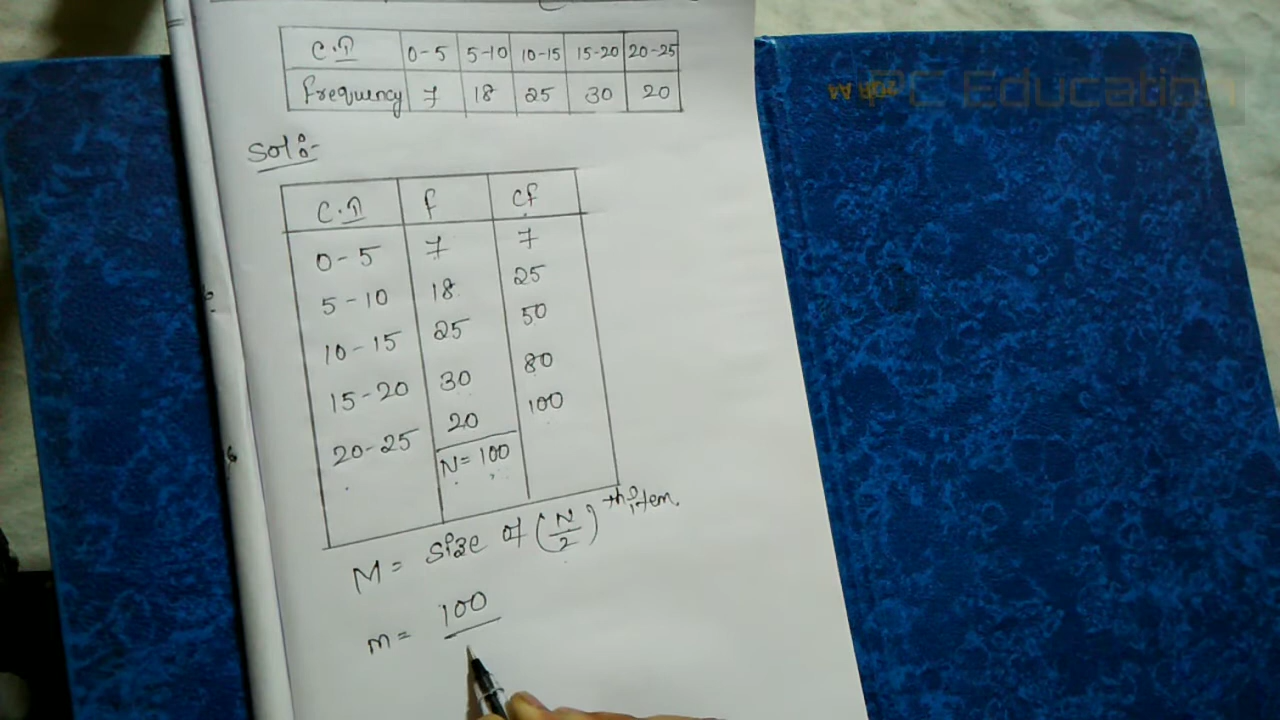 C.I 0-5 5-10 10-15 15-20 20-25
frequency 7 18 25 30 20
Sol:-
C.I f cf
0-5 7 7
5-10 18 25
10-15 25 50
15-20 30 80
20-25 20 100
N=100
M= Size of (N/2)th item.
m= 100
PC Education